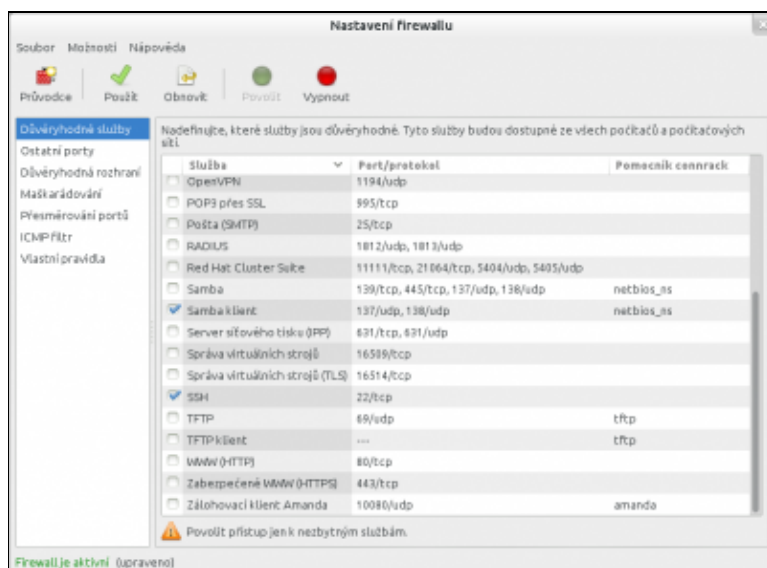 Nastavení firewallu
Soubor Možnosti Nápověda
Průvodce Použít Obnovit Povolit Vypnout
Důvěryhodné služby
Ostatní porty
Důvěryhodná rozhraní
Maškarádování
Přesměrování portů
ICMP filtr
Vlastní pravidla
Nadefinujte, které služby jsou důvěryhodné. Tyto služby budou dostupné ze všech počítačů a počítačových
sítí.
Služba Port/protokol Pomocník connrack
OpenVPN 1194/udp
POP3 přes SSL 995/tcp
Pošta (SMTP) 25/tcp
RADIUS 1812/udp, 1813/udp
Red Hat Cluster Suite 11111/tcp, 21064/tcp, 5404/udp, 5405/udp
Samba 139/tcp, 445/tcp, 137/udp, 138/udp netbios_ns
Samba klient 137/udp, 138/udp netbios_ns
Server síťového tisku (IPP) 631/tcp, 631/udp
Správa virtuálních strojů 16509/tcp
Správa virtuálních strojů (TLS) 16514/tcp
SSH 22/tcp
TFTP 69/udp tftp
TFTP klient --- tftp
WWW (HTTP) 80/tcp
Zabezpečené WWW (HTTPS) 443/tcp
Zálohovací klient Amanda 10080/udp amanda
Povolit přístup jen k nezbytným službám.
Firewall je aktivní (upraveno)